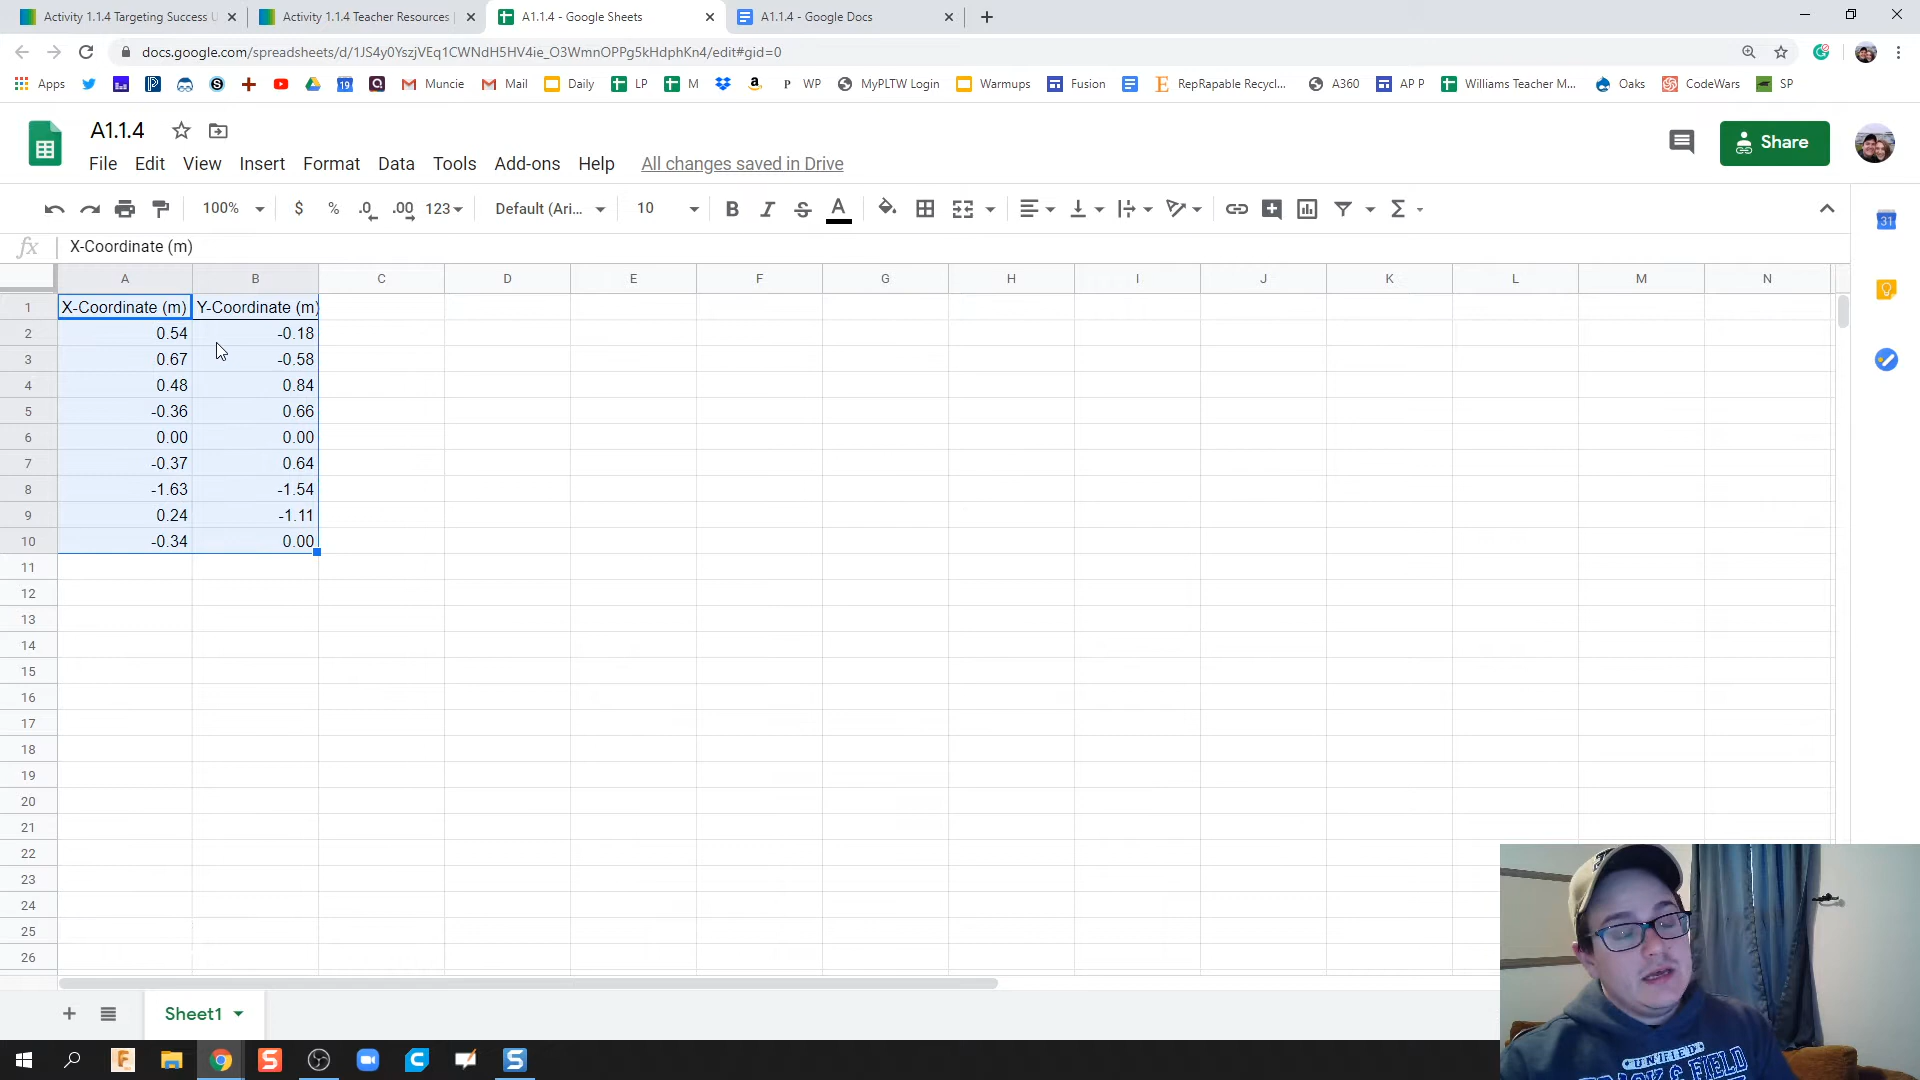 Activity 1.1.4 Targeting Success U
Activity 1.1.4 Teacher Resources
A1.1.4 - Google Sheets
A1.1.4 - Google Docs
docs.google.com/spreadsheets/d/1JS4y0YszjVEq1CWNdH5HV4ie_O3WmnOPPg5kHdphKn4/edit#gid=0
Apps Muncie Mail Daily LP M WP MyPLTW Login Warmups Fusion RepRapable Recycl... A360 AP P Williams Teacher M... Oaks CodeWars SP
A1.1.4
Share
File Edit View Insert Format Data Tools Add-ons Help All changes saved in Drive
100% $ % .0 .00 123 Default (Ari... 10 B I S A Σ
31
fx X-Coordinate (m)
A B C D E F G H I J K L M N
1 X-Coordinate (m) Y-Coordinate (m)
2 0.54 -0.18
3 0.67 -0.58
4 0.48 0.84
5 -0.36 0.66
6 0.00 0.00
7 -0.37 0.64
8 -1.63 -1.54
9 0.24 -1.11
10 -0.34 0.00
11
12
13
14
15
16
17
18
19
20
21
22
23
24
25
26
Sheet1
UNIFIED
TRACK & FIELD